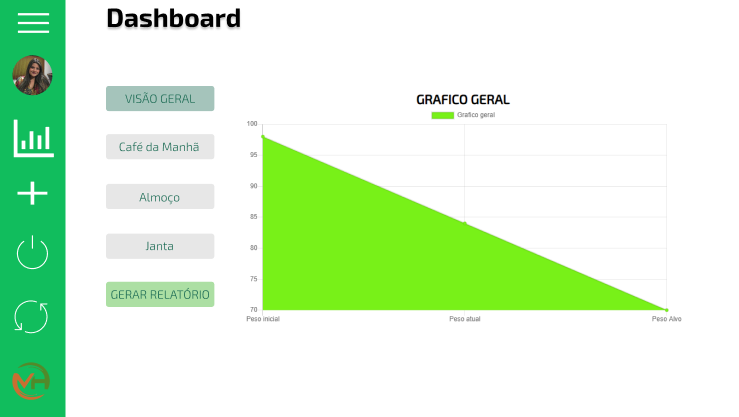 Dashboard
VISÃO GERAL
Café da Manhã
Almoço
Janta
GERAR RELATÓRIO
GRAFICO GERAL
Grafico geral
100
95
90
85
80
75
70
Peso inicial
Peso atual
Peso Alvo
MH